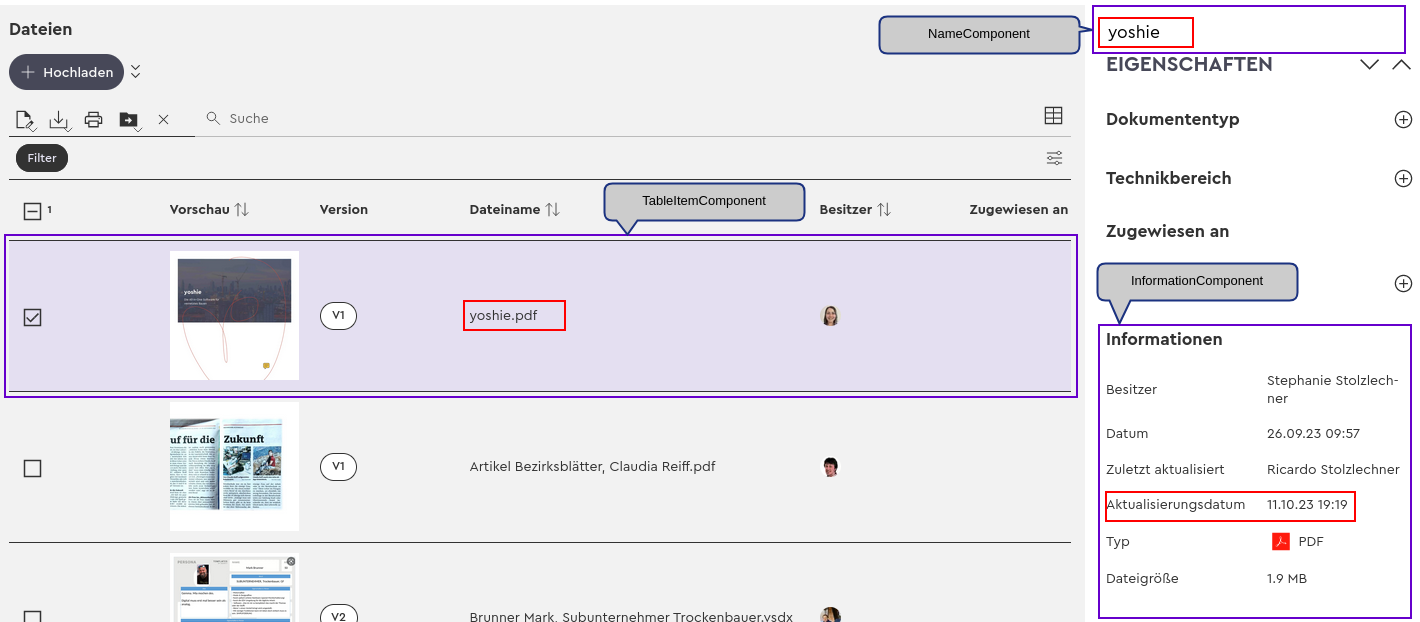 Dateien
NameComponent
yoshie
Hochladen
EIGENSCHAFTEN
Suche
Dokumententyp
Filter
Technikbereich
TableItemComponent
1
Vorschau
Version
Dateiname
Besitzer
Zugewiesen an
Zugewiesen an
InformationComponent
yoshie
V1
yoshie.pdf
Informationen
Besitzer
Stephanie Stolzlech-
ner
Datum
26.09.23 09:57
Zuletzt aktualisiert
Ricardo Stolzlechner
Aktualisierungsdatum
11.10.23 19:19
Typ
PDF
Dateigröße
1.9 MB
uf für die
Zukunft
V1
Artikel Bezirksblätter, Claudia Reiff.pdf
V2
Brunner Mark, Subunternehmer Trockenbauer.vsdx